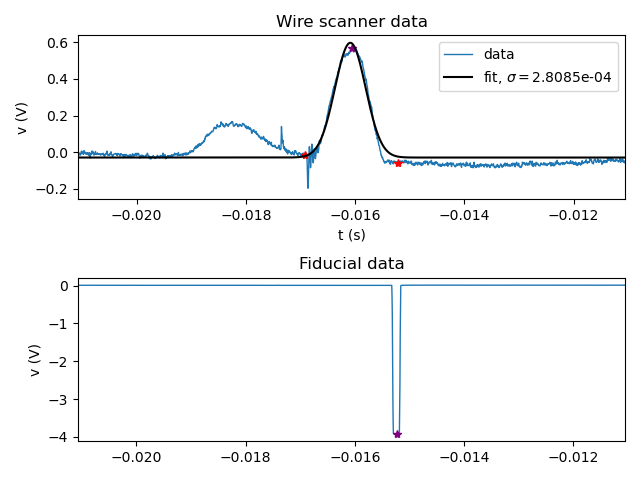 Wire scanner data
0.6
0.4
0.2
0.0
−0.2
v (V)
data
fit, σ = 2.8085e-04
−0.020 −0.018 −0.016 −0.014 −0.012
t (s)
Fiducial data
0
−1
−2
−3
−4
v (V)
−0.020 −0.018 −0.016 −0.014 −0.012